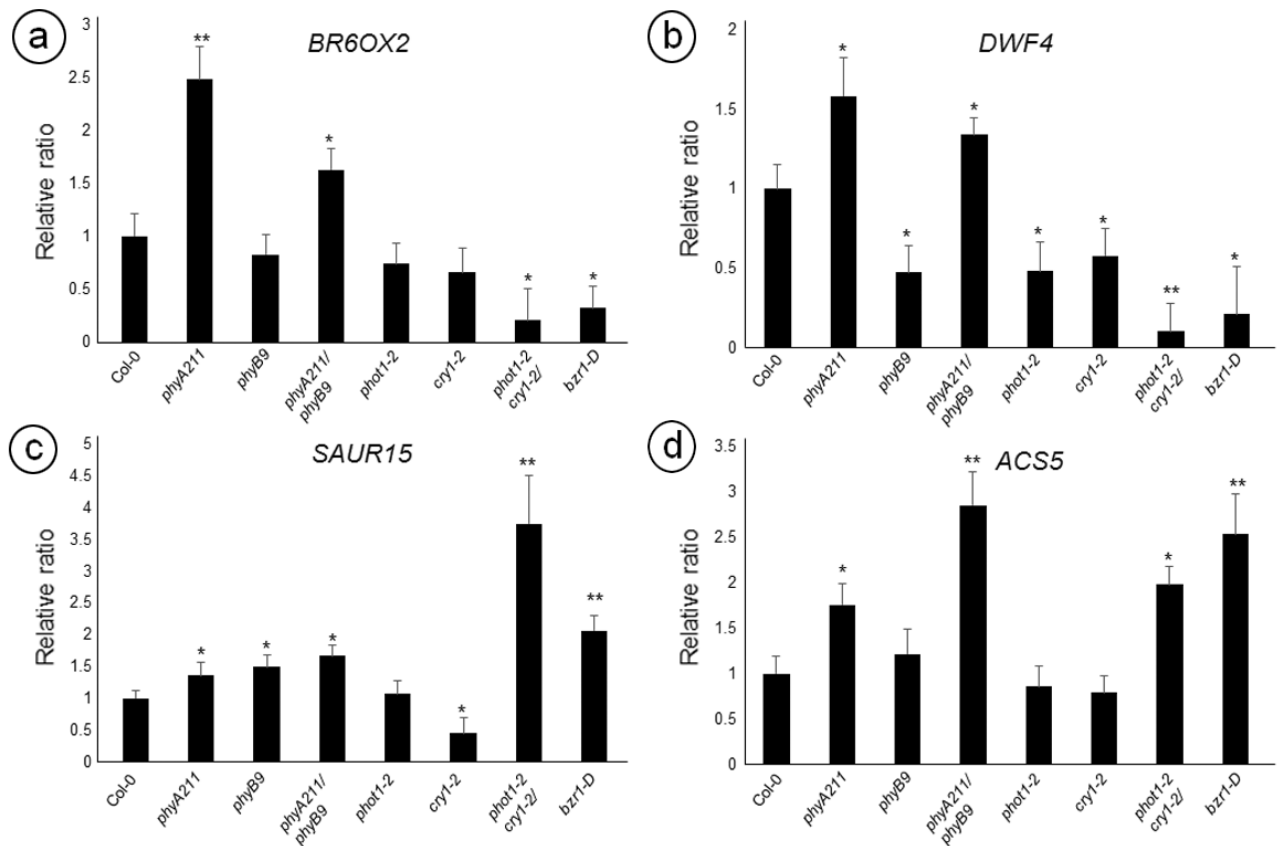 a
BR6OX2
Relative ratio
3
2.5
2
1.5
1
0.5
0
**
*
*
*
Col-0
phyA211
phyB9
phyA211/
phyB9
phot1-2
cry1-2
phot1-2
cry1-2/
bzr1-D
b
DWF4
Relative ratio
2
1.5
1
0.5
0
*
*
*
*
*
**
*
Col-0
phyA211
phyB9
phyA211/
phyB9
phot1-2
cry1-2
phot1-2
cry1-2/
bzr1-D
c
SAUR15
Relative ratio
5
4.5
4
3.5
3
2.5
2
1.5
1
0.5
0
*
*
*
*
**
**
Col-0
phyA211
phyB9
phyA211/
phyB9
phot1-2
cry1-2
phot1-2
cry1-2/
bzr1-D
d
ACS5
Relative ratio
3.5
3
2.5
2
1.5
1
0.5
0
*
**
*
**
Col-0
phyA211
phyB9
phyA211/
phyB9
phot1-2
cry1-2
phot1-2
cry1-2/
bzr1-D